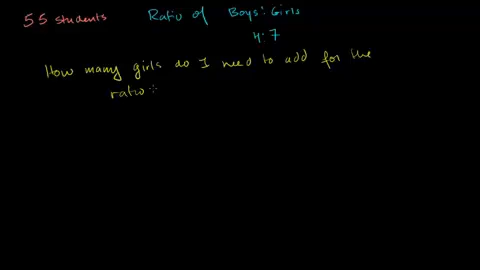 55 students Ratio of Boys:Girls
4:7
How many girls do I need to add for the
ratio